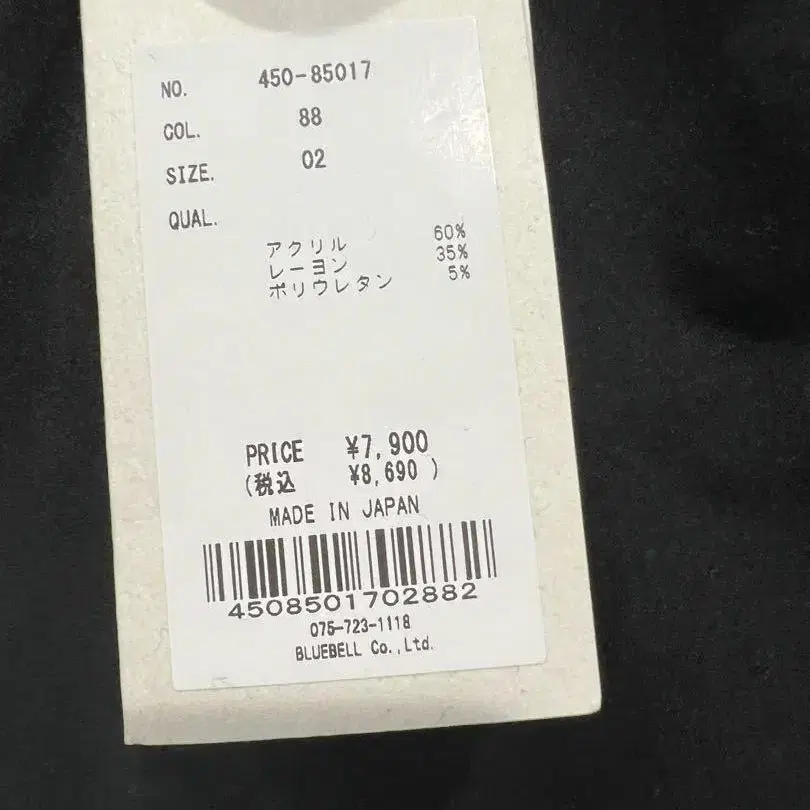 NO. 450-85017
COL. 88
SIZE. 02
QUAL.
アクリル 60%
レーヨン 35%
ポリウレタン 5%
PRICE ¥7,900
(税込 ¥8,690 )
MADE IN JAPAN
4508501702882
075-723-1118
BLUEBELL Co.,Ltd.